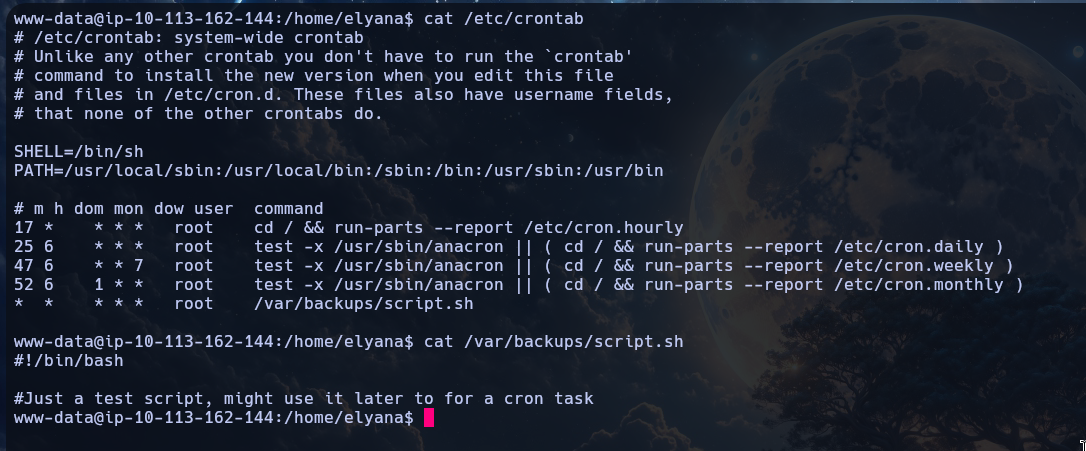 www-data@ip-10-113-162-144:/home/elyana$ cat /etc/crontab
# /etc/crontab: system-wide crontab
# Unlike any other crontab you don't have to run the `crontab'
# command to install the new version when you edit this file
# and files in /etc/cron.d. These files also have username fields,
# that none of the other crontabs do.

SHELL=/bin/sh
PATH=/usr/local/sbin:/usr/local/bin:/sbin:/bin:/usr/sbin:/usr/bin

# m h dom mon dow user  command
17 *    * * *   root    cd / && run-parts --report /etc/cron.hourly
25 6    * * *   root    test -x /usr/sbin/anacron || ( cd / && run-parts --report /etc/cron.daily )
47 6    * * 7   root    test -x /usr/sbin/anacron || ( cd / && run-parts --report /etc/cron.weekly )
52 6    1 * *   root    test -x /usr/sbin/anacron || ( cd / && run-parts --report /etc/cron.monthly )
*  *    * * *   root    /var/backups/script.sh

www-data@ip-10-113-162-144:/home/elyana$ cat /var/backups/script.sh
#!/bin/bash

#Just a test script, might use it later to for a cron task
www-data@ip-10-113-162-144:/home/elyana$